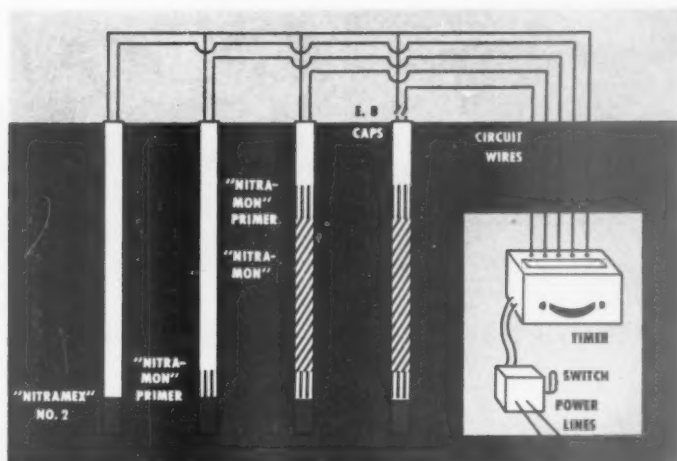 E. B
CAPS
CIRCUIT
WIRES
"NITRA-
MON"
PRIMER
"NITRA-
MON"
TIMER
"NITRA-
MON"
PRIMER
SWITCH
"NITRAMEX"
NO. 2
POWER
LINES